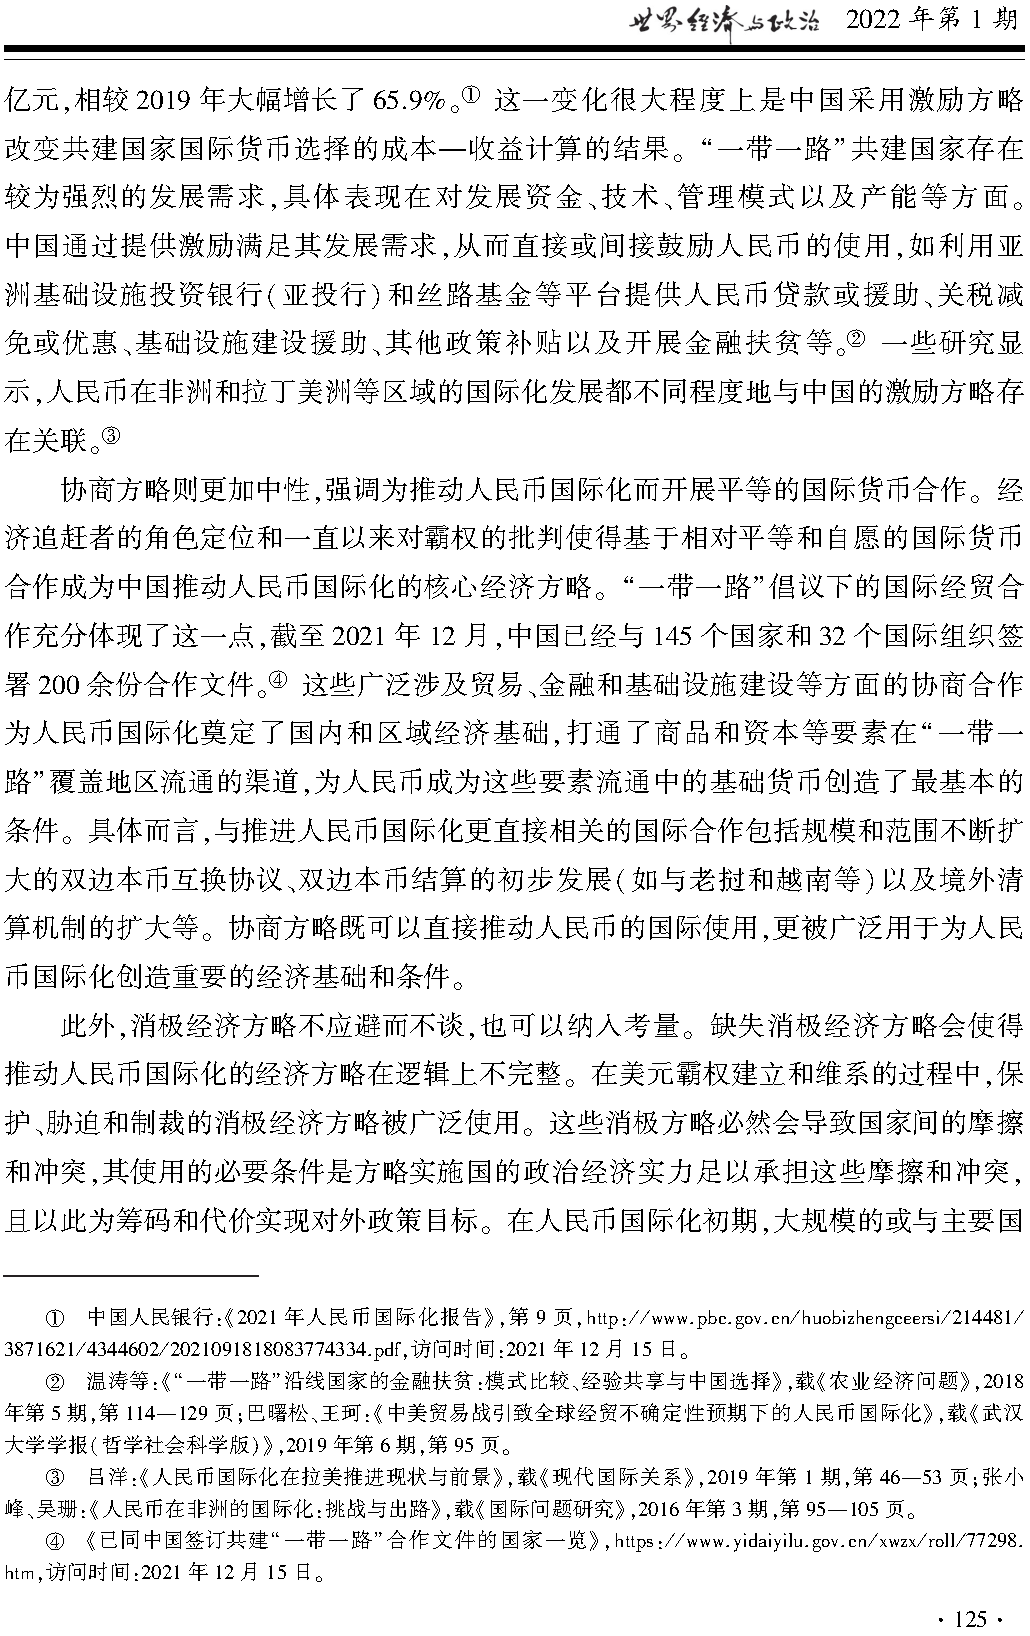 世界经济与政治 2022 年第 1 期
亿元,相较 2019 年大幅增长了 65.9%。① 这一变化很大程度上是中国采用激励方略
改变共建国家国际货币选择的成本—收益计算的结果。“一带一路”共建国家存在
较为强烈的发展需求,具体表现在对发展资金、技术、管理模式以及产能等方面。
中国通过提供激励满足其发展需求,从而直接或间接鼓励人民币的使用,如利用亚
洲基础设施投资银行(亚投行)和丝路基金等平台提供人民币贷款或援助、关税减
免或优惠、基础设施建设援助、其他政策补贴以及开展金融扶贫等。② 一些研究显
示,人民币在非洲和拉丁美洲等区域的国际化发展都不同程度地与中国的激励方略存
在关联。③
协商方略则更加中性,强调为推动人民币国际化而开展平等的国际货币合作。经
济追赶者的角色定位和一直以来对霸权的批判使得基于相对平等和自愿的国际货币
合作成为中国推动人民币国际化的核心经济方略。“一带一路”倡议下的国际经贸合
作充分体现了这一点,截至 2021 年 12 月,中国已经与 145 个国家和 32 个国际组织签
署 200 余份合作文件。④ 这些广泛涉及贸易、金融和基础设施建设等方面的协商合作
为人民币国际化奠定了国内和区域经济基础,打通了商品和资本等要素在“一带一
路”覆盖地区流通的渠道,为人民币成为这些要素流通中的基础货币创造了最基本的
条件。具体而言,与推进人民币国际化更直接相关的国际合作包括规模和范围不断扩
大的双边本币互换协议、双边本币结算的初步发展(如与老挝和越南等)以及境外清
算机制的扩大等。协商方略既可以直接推动人民币的国际使用,更被广泛用于为人民
币国际化创造重要的经济基础和条件。
此外,消极经济方略不应避而不谈,也可以纳入考量。缺失消极经济方略会使得
推动人民币国际化的经济方略在逻辑上不完整。在美元霸权建立和维系的过程中,保
护、胁迫和制裁的消极经济方略被广泛使用。这些消极方略必然会导致国家间的摩擦
和冲突,其使用的必要条件是方略实施国的政治经济实力足以承担这些摩擦和冲突,
且以此为筹码和代价实现对外政策目标。在人民币国际化初期,大规模的或与主要国
① 中国人民银行:《2021 年人民币国际化报告》,第 9 页,http://www.pbc.gov.cn/huobizhengceersi/214481/
3871621/4344602/2021091818083774334.pdf,访问时间:2021 年 12 月 15 日。
② 温涛等:《“一带一路”沿线国家的金融扶贫:模式比较、经验共享与中国选择》,载《农业经济问题》,2018
年第 5 期,第 114—129 页;巴曙松、王珂:《中美贸易战引致全球经贸不确定性预期下的人民币国际化》,载《武汉
大学学报(哲学社会科学版)》,2019 年第 6 期,第 95 页。
③ 吕洋:《人民币国际化在拉美推进现状与前景》,载《现代国际关系》,2019 年第 1 期,第 46—53 页;张小
峰、吴珊:《人民币在非洲的国际化:挑战与出路》,载《国际问题研究》,2016 年第 3 期,第 95—105 页。
④ 《已同中国签订共建“一带一路”合作文件的国家一览》,https://www.yidaiyilu.gov.cn/xwzx/roll/77298.
htm,访问时间:2021 年 12 月 15 日。
· 125 ·